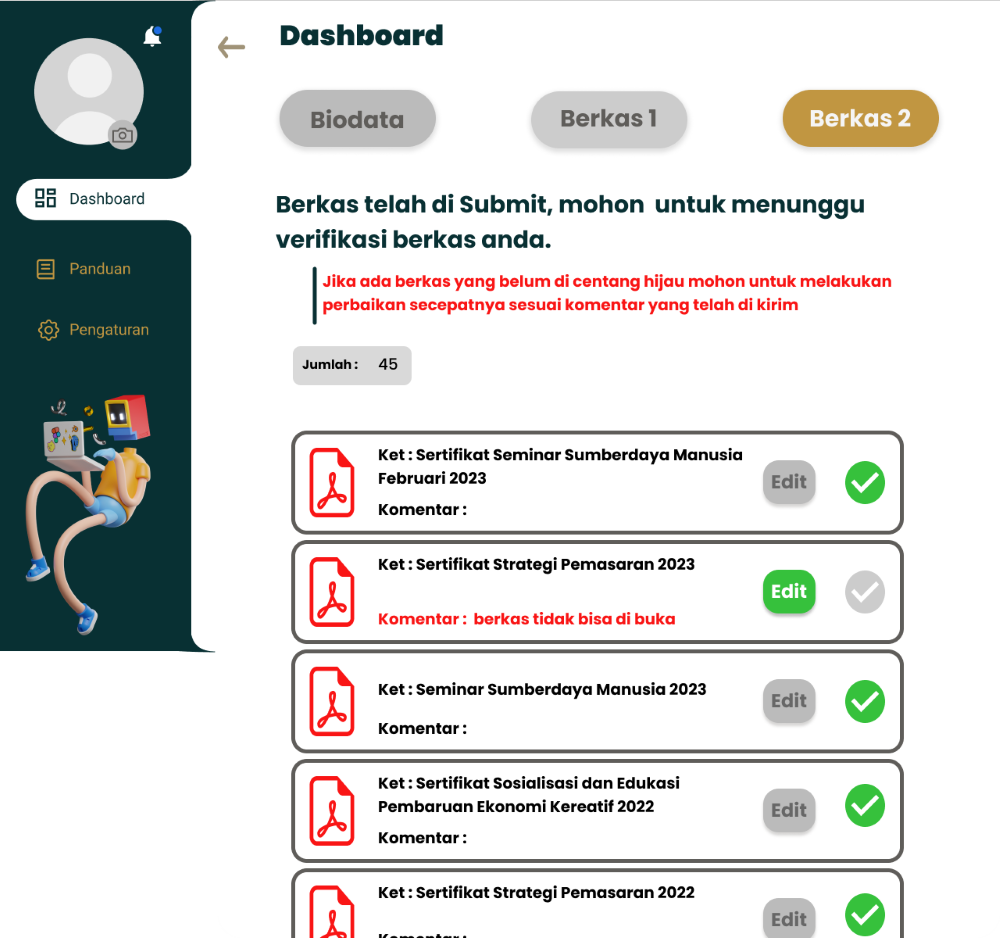 Dashboard
Biodata
Berkas 1
Berkas 2
Dashboard
Panduan
Pengaturan
Berkas telah di Submit, mohon  untuk menunggu
verifikasi berkas anda.
Jika ada berkas yang belum di centang hijau mohon untuk melakukan
perbaikan secepatnya sesuai komentar yang telah di kirim
Jumlah : 45
Ket : Sertifikat Seminar Sumberdaya Manusia
Februari 2023
Komentar :
Edit
Ket : Sertifikat Strategi Pemasaran 2023
Komentar :  berkas tidak bisa di buka
Edit
Ket : Seminar Sumberdaya Manusia 2023
Komentar :
Edit
Ket : Sertifikat Sosialisasi dan Edukasi
Pembaruan Ekonomi Kereatif 2022
Komentar :
Edit
Ket : Sertifikat Strategi Pemasaran 2022
Komentar :
Edit